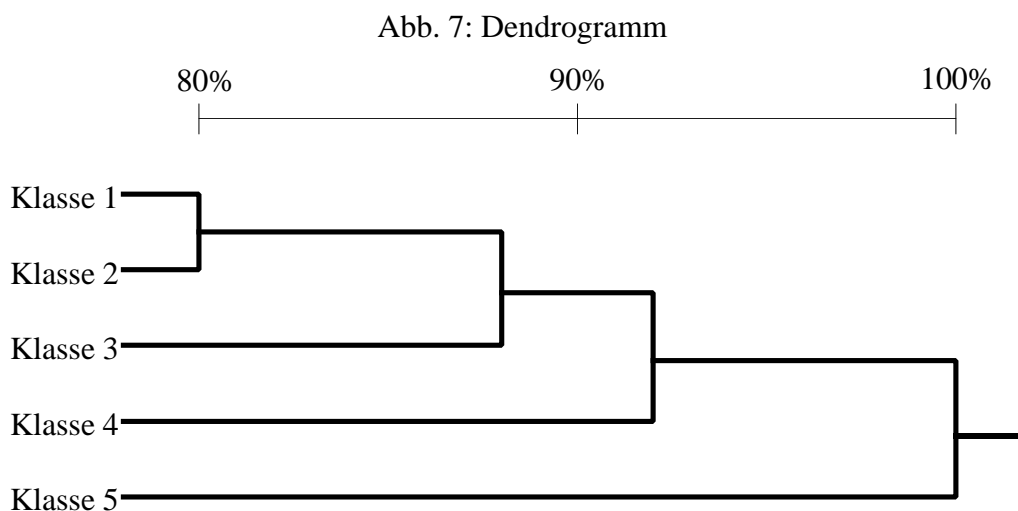 Abb. 7: Dendrogramm
80% 90% 100%
Klasse 1
Klasse 2
Klasse 3
Klasse 4
Klasse 5